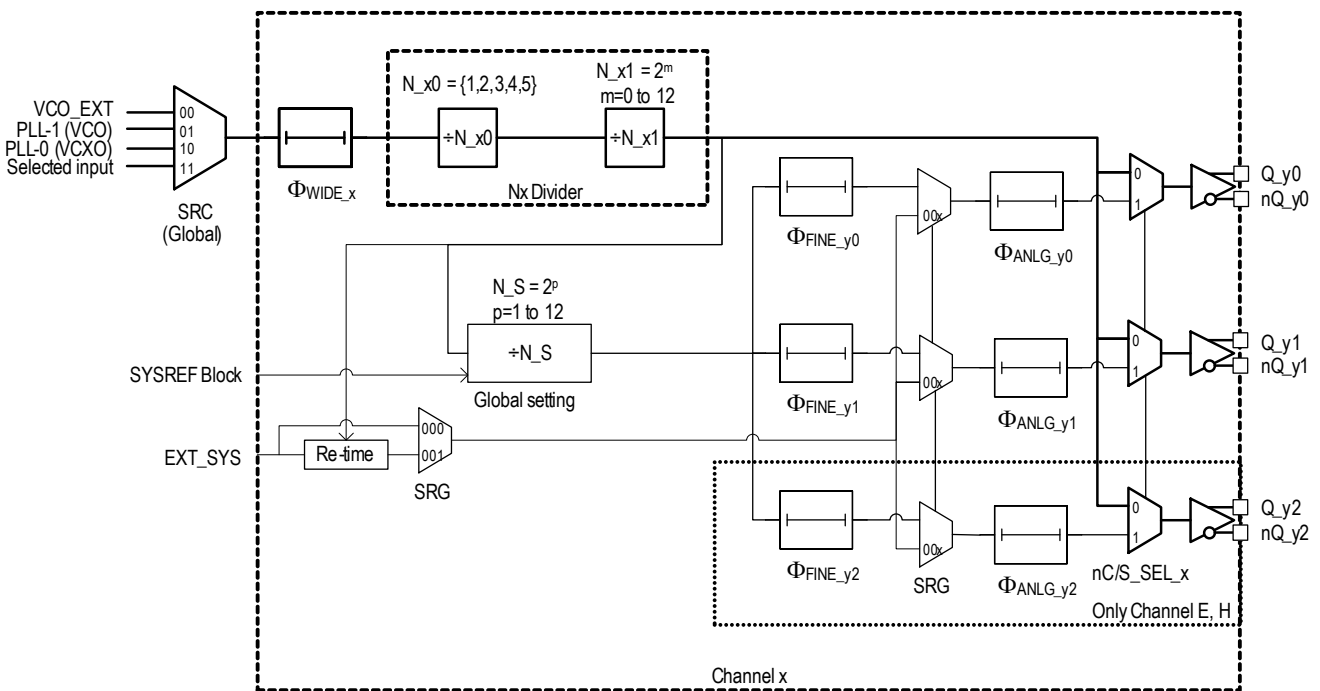 N_x0 = {1,2,3,4,5}
N_x1 = 2ᵐ
m=0 to 12
VCO_EXT
PLL-1 (VCO)
PLL-0 (VCXO)
Selected input
00
01
10
11
SRC
(Global)
ΦWIDE_x
÷N_x0
÷N_x1
Nx Divider
ΦFINE_y0
00x
ΦANLG_y0
0
1
Q_y0
nQ_y0
N_S = 2ᵖ
p=1 to 12
÷N_S
Global setting
SYSREF Block
ΦFINE_y1
00x
ΦANLG_y1
0
1
Q_y1
nQ_y1
EXT_SYS
Re-time
000
001
SRG
ΦFINE_y2
00x
SRG
ΦANLG_y2
0
1
nC/S_SEL_x
Q_y2
nQ_y2
Only Channel E, H
Channel x